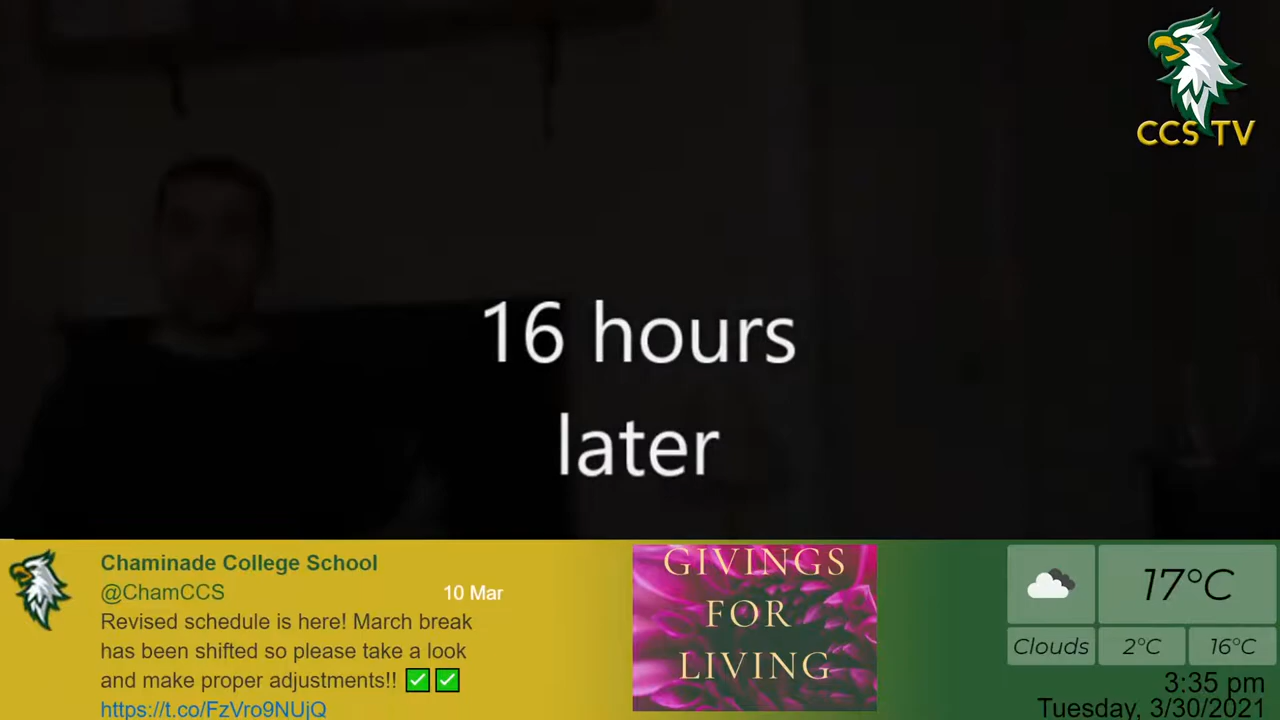 CCS TV
16 hours
later
Chaminade College School
@ChamCCS
10 Mar
Revised schedule is here! March break
has been shifted so please take a look
and make proper adjustments!! ✅✅
https://t.co/FzVro9NUjQ
GIVINGS
FOR
LIVING
17°C
Clouds
2°C
16°C
3:35 pm
Tuesday, 3/30/2021